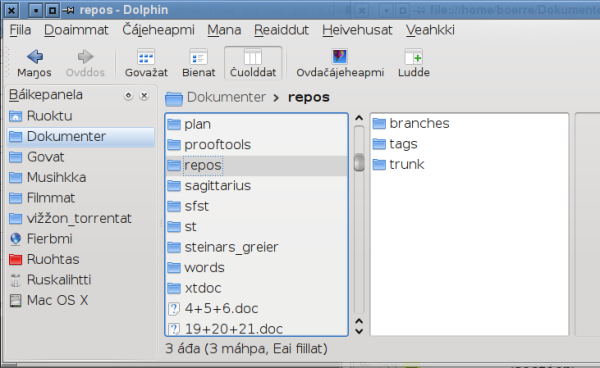 repos - Dolphin
file:///home/boerre/Dokumente
Fiila Doaimmat Čájeheapmi Mana Reaiddut Heivehusat Veahkki
Maŋos Ovddos Govažat Bienat Čuolddat Ovdačájeheapmi Ludde
Báikepanela
Dokumenter > repos
Ruoktu
Dokumenter
Govat
Musihkka
Filmmat
vižžon_torrentat
Fierbmi
Ruohtas
Ruskalihtti
Mac OS X
plan
prooftools
repos
sagittarius
sfst
st
steinars_greier
words
xtdoc
4+5+6.doc
19+20+21.doc
branches
tags
trunk
3 áđa (3 máhpa, Eai fiillat)